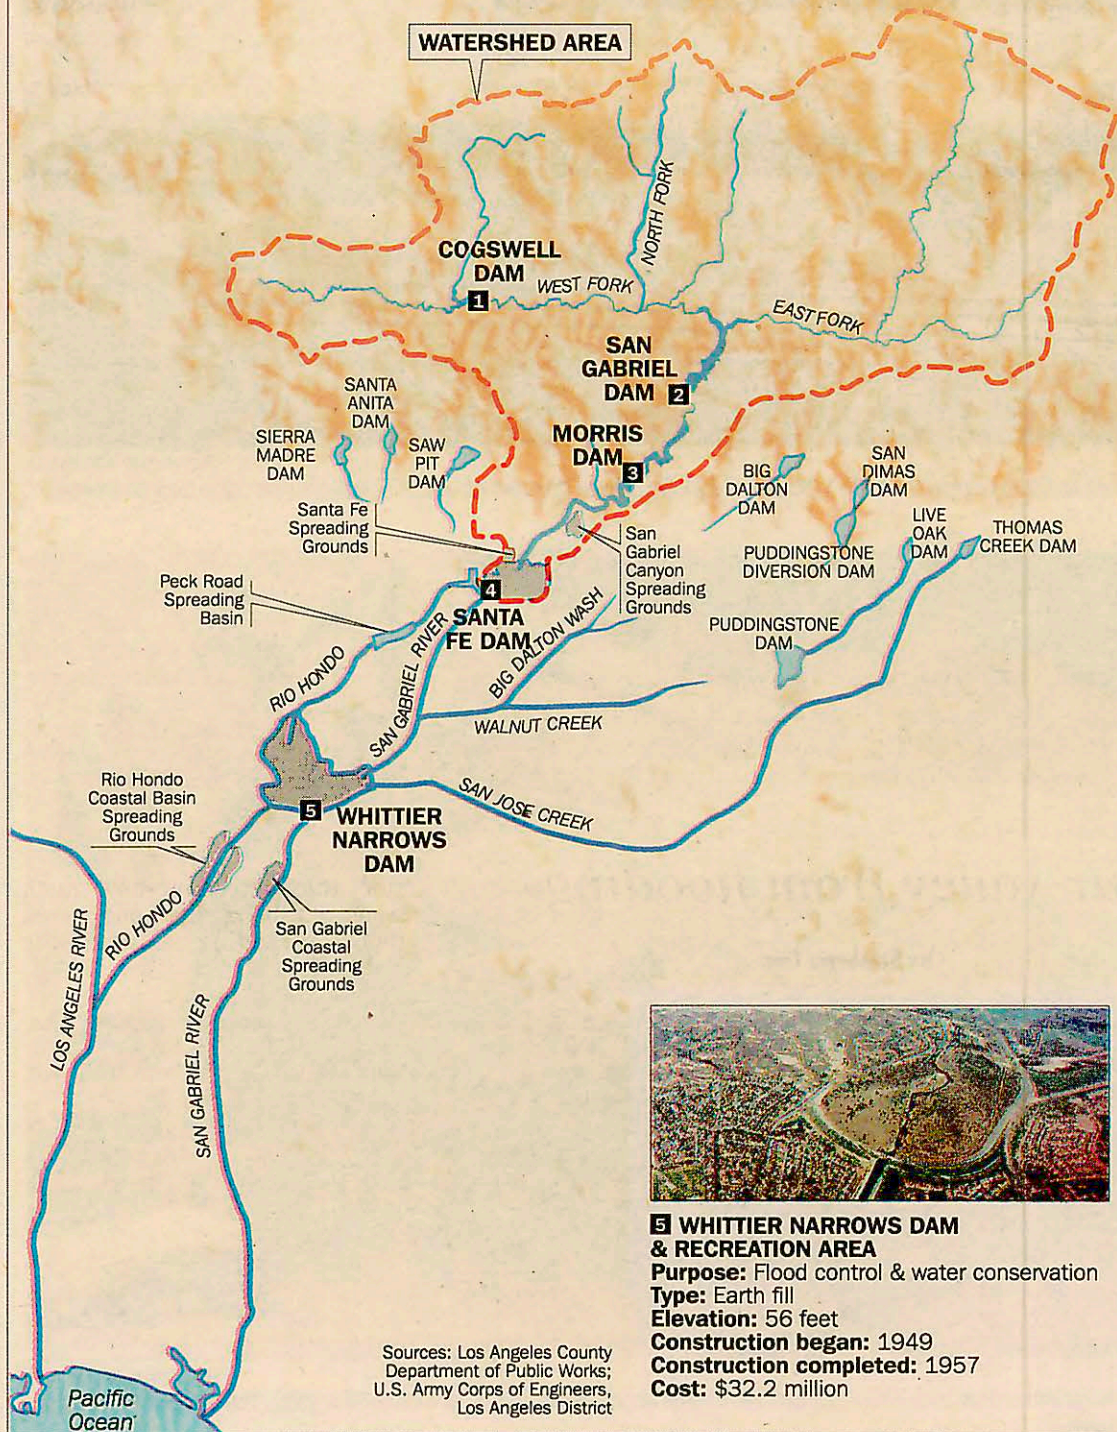 WATERSHED AREA
NORTH FORK
COGSWELL
DAM
1
WEST FORK
EAST FORK
SAN
GABRIEL
DAM 2
MORRIS
DAM
3
SANTA
ANITA
DAM
SIERRA
MADRE
DAM
SAW
PIT
DAM
BIG
DALTON
DAM
SAN
DIMAS
DAM
LIVE
OAK
DAM
THOMAS
CREEK DAM
PUDDINGSTONE
DIVERSION DAM
PUDDINGSTONE
DAM
Santa Fe
Spreading
Grounds
San
Gabriel
Canyon
Spreading
Grounds
Peck Road
Spreading
Basin
4
SANTA
FE DAM
RIO HONDO
SAN GABRIEL RIVER
BIG DALTON WASH
WALNUT CREEK
SAN JOSE CREEK
Rio Hondo
Coastal Basin
Spreading
Grounds
5
WHITTIER
NARROWS
DAM
RIO HONDO
San Gabriel
Coastal
Spreading
Grounds
LOS ANGELES RIVER
SAN GABRIEL RIVER
5 WHITTIER NARROWS DAM
& RECREATION AREA
Purpose: Flood control & water conservation
Type: Earth fill
Elevation: 56 feet
Construction began: 1949
Construction completed: 1957
Cost: $32.2 million
Sources: Los Angeles County
Department of Public Works;
U.S. Army Corps of Engineers,
Los Angeles District
Pacific
Ocean